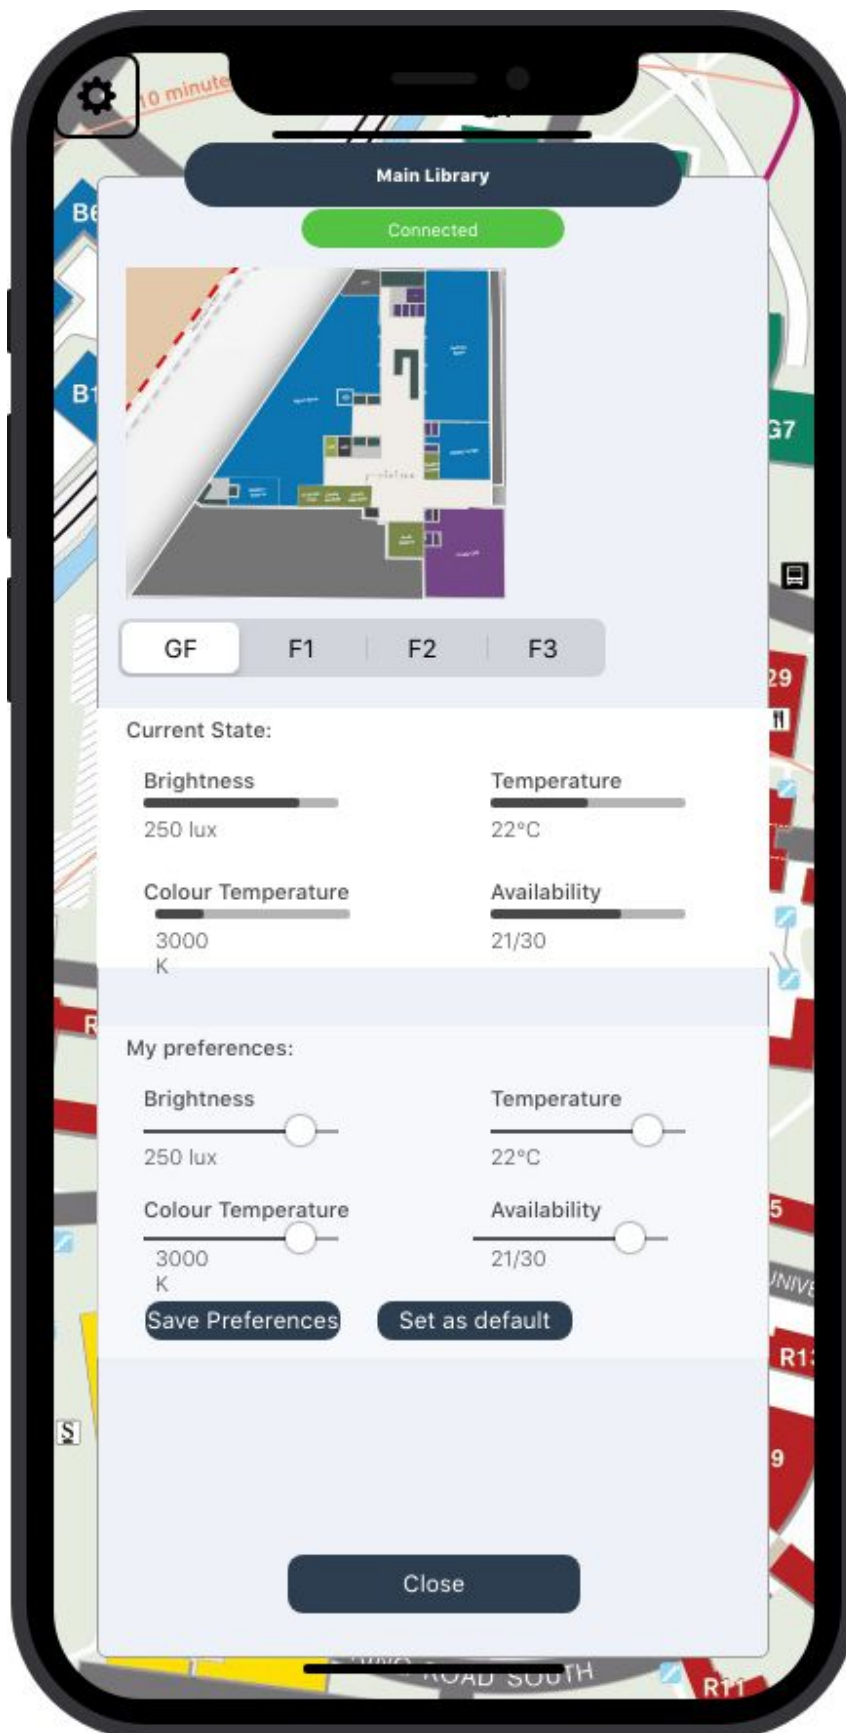 10 minute
Main Library
Connected
B1
G7
GF F1 F2 F3
29
Current State:
Brightness Temperature
250 lux 22°C
Colour Temperature Availability
3000 21/30
K
R
My preferences:
Brightness Temperature
250 lux 22°C
Colour Temperature Availability
5
3000 21/30
K
UNIVE
Save Preferences Set as default
R13
S
9
Close
ROAD SOUTH
R11